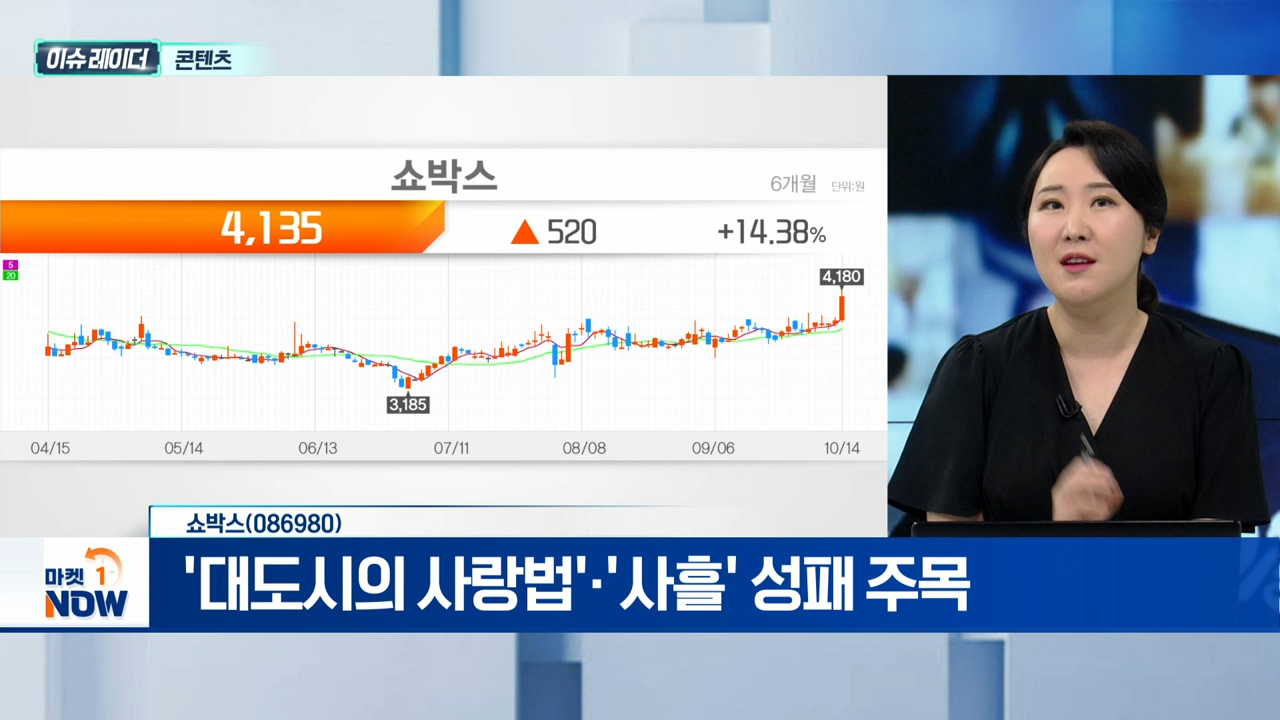 이슈레이더 콘텐츠
쇼박스
6개월 단위:원
4,135 ▲ 520 +14.38%
5
20
4,180
3,185
04/15 05/14 06/13 07/11 08/08 09/06 10/14
쇼박스(086980)
마켓 1
NOW
'대도시의 사랑법'·'사흘' 성패 주목